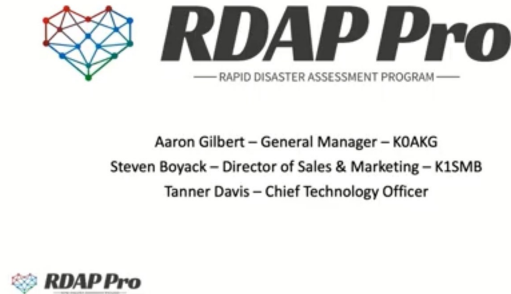 RDAP Pro
RAPID DISASTER ASSESSMENT PROGRAM
Aaron Gilbert – General Manager – K0AKG
Steven Boyack – Director of Sales & Marketing – K1SMB
Tanner Davis – Chief Technology Officer
RDAP Pro